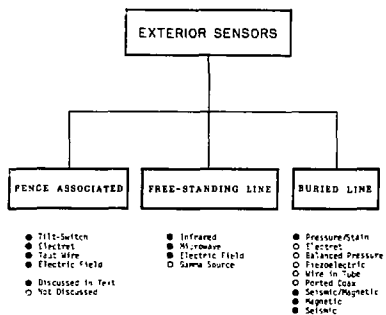 EXTERIOR SENSORS
FENCE ASSOCIATED
FREE-STANDING LINE
BURIED LINE
Tilt-Switch
Electret
Taut Wire
Electric Field
Discussed in Text
Not Discussed
Infrared
Microwave
Electric Field
Gamma Source
Pressure/Stain
Electret
Balanced Pressure
Piezoelectric
Wire in Tube
Ported Coax
Seismic/Magnetic
Magnetic
Seismic